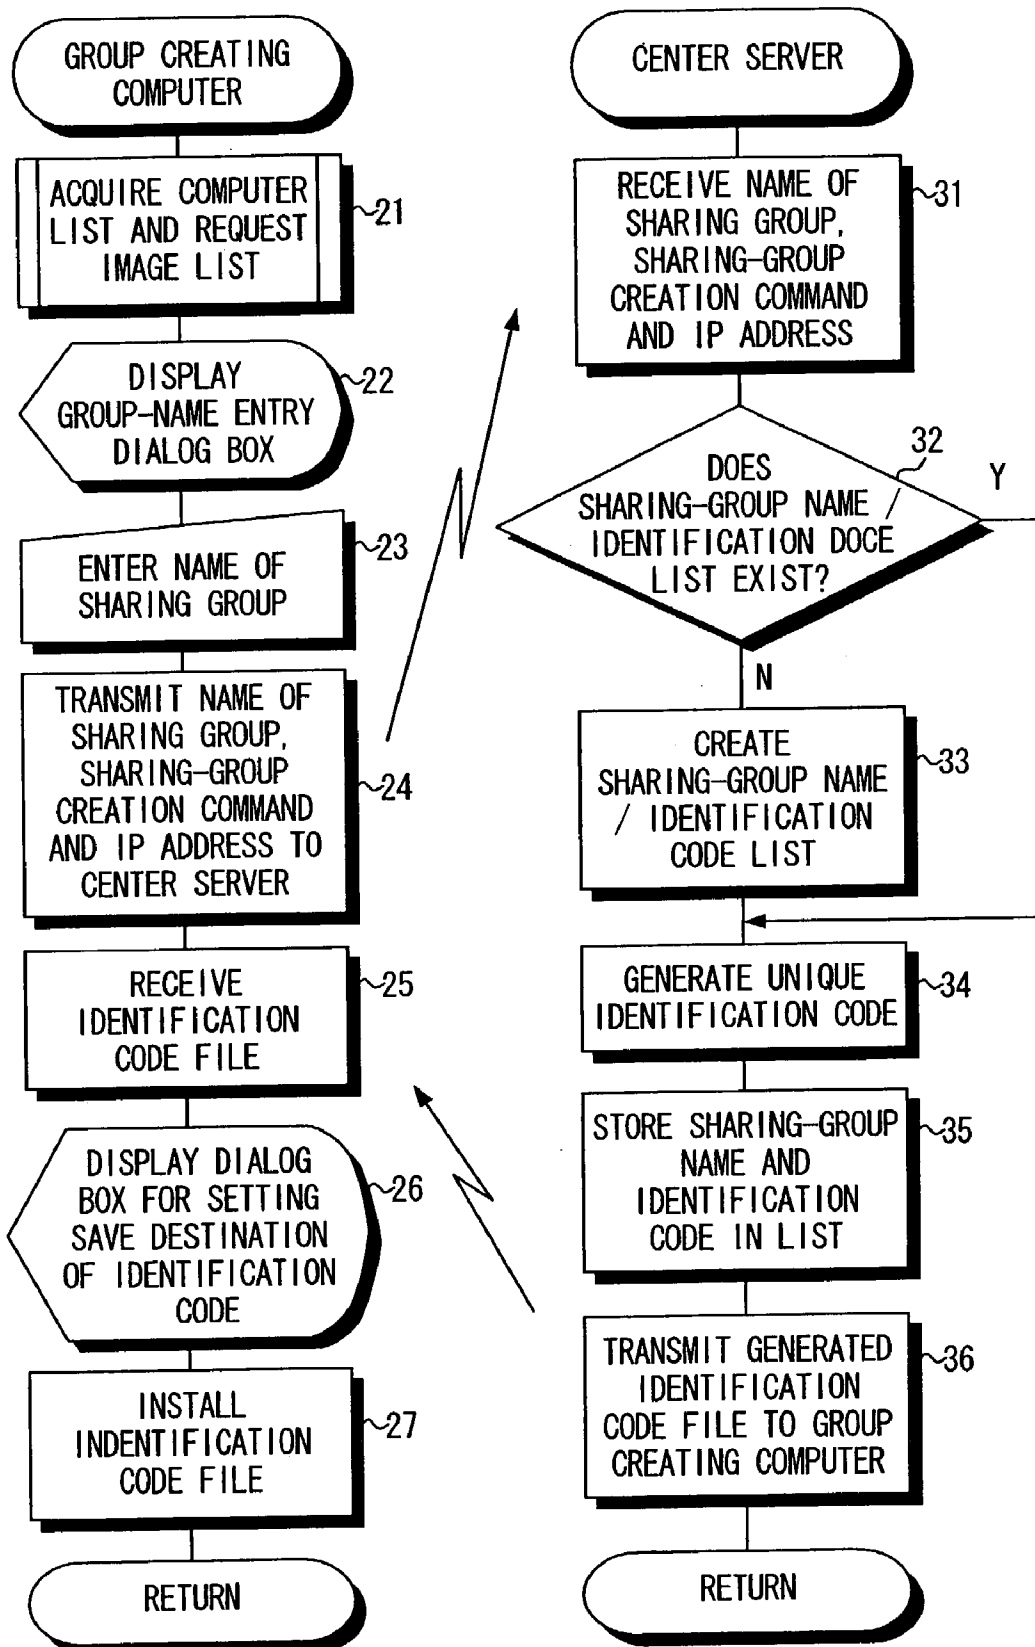 GROUP CREATING
COMPUTER
ACQUIRE COMPUTER
LIST AND REQUEST
IMAGE LIST
21
DISPLAY
GROUP-NAME ENTRY
DIALOG BOX
22
ENTER NAME OF
SHARING GROUP
23
TRANSMIT NAME OF
SHARING GROUP,
SHARING-GROUP
CREATION COMMAND
AND IP ADDRESS TO
CENTER SERVER
24
RECEIVE
IDENTIFICATION
CODE FILE
25
DISPLAY DIALOG
BOX FOR SETTING
SAVE DESTINATION
OF IDENTIFICATION
CODE
26
INSTALL
INDENTIFICATION
CODE FILE
27
RETURN
CENTER SERVER
RECEIVE NAME OF
SHARING GROUP,
SHARING-GROUP
CREATION COMMAND
AND IP ADDRESS
31
DOES
SHARING-GROUP NAME /
IDENTIFICATION DOCE
LIST EXIST?
32
Y
N
CREATE
SHARING-GROUP NAME
/ IDENTIFICATION
CODE LIST
33
GENERATE UNIQUE
IDENTIFICATION CODE
34
STORE SHARING-GROUP
NAME AND
IDENTIFICATION
CODE IN LIST
35
TRANSMIT GENERATED
IDENTIFICATION
CODE FILE TO GROUP
CREATING COMPUTER
36
RETURN